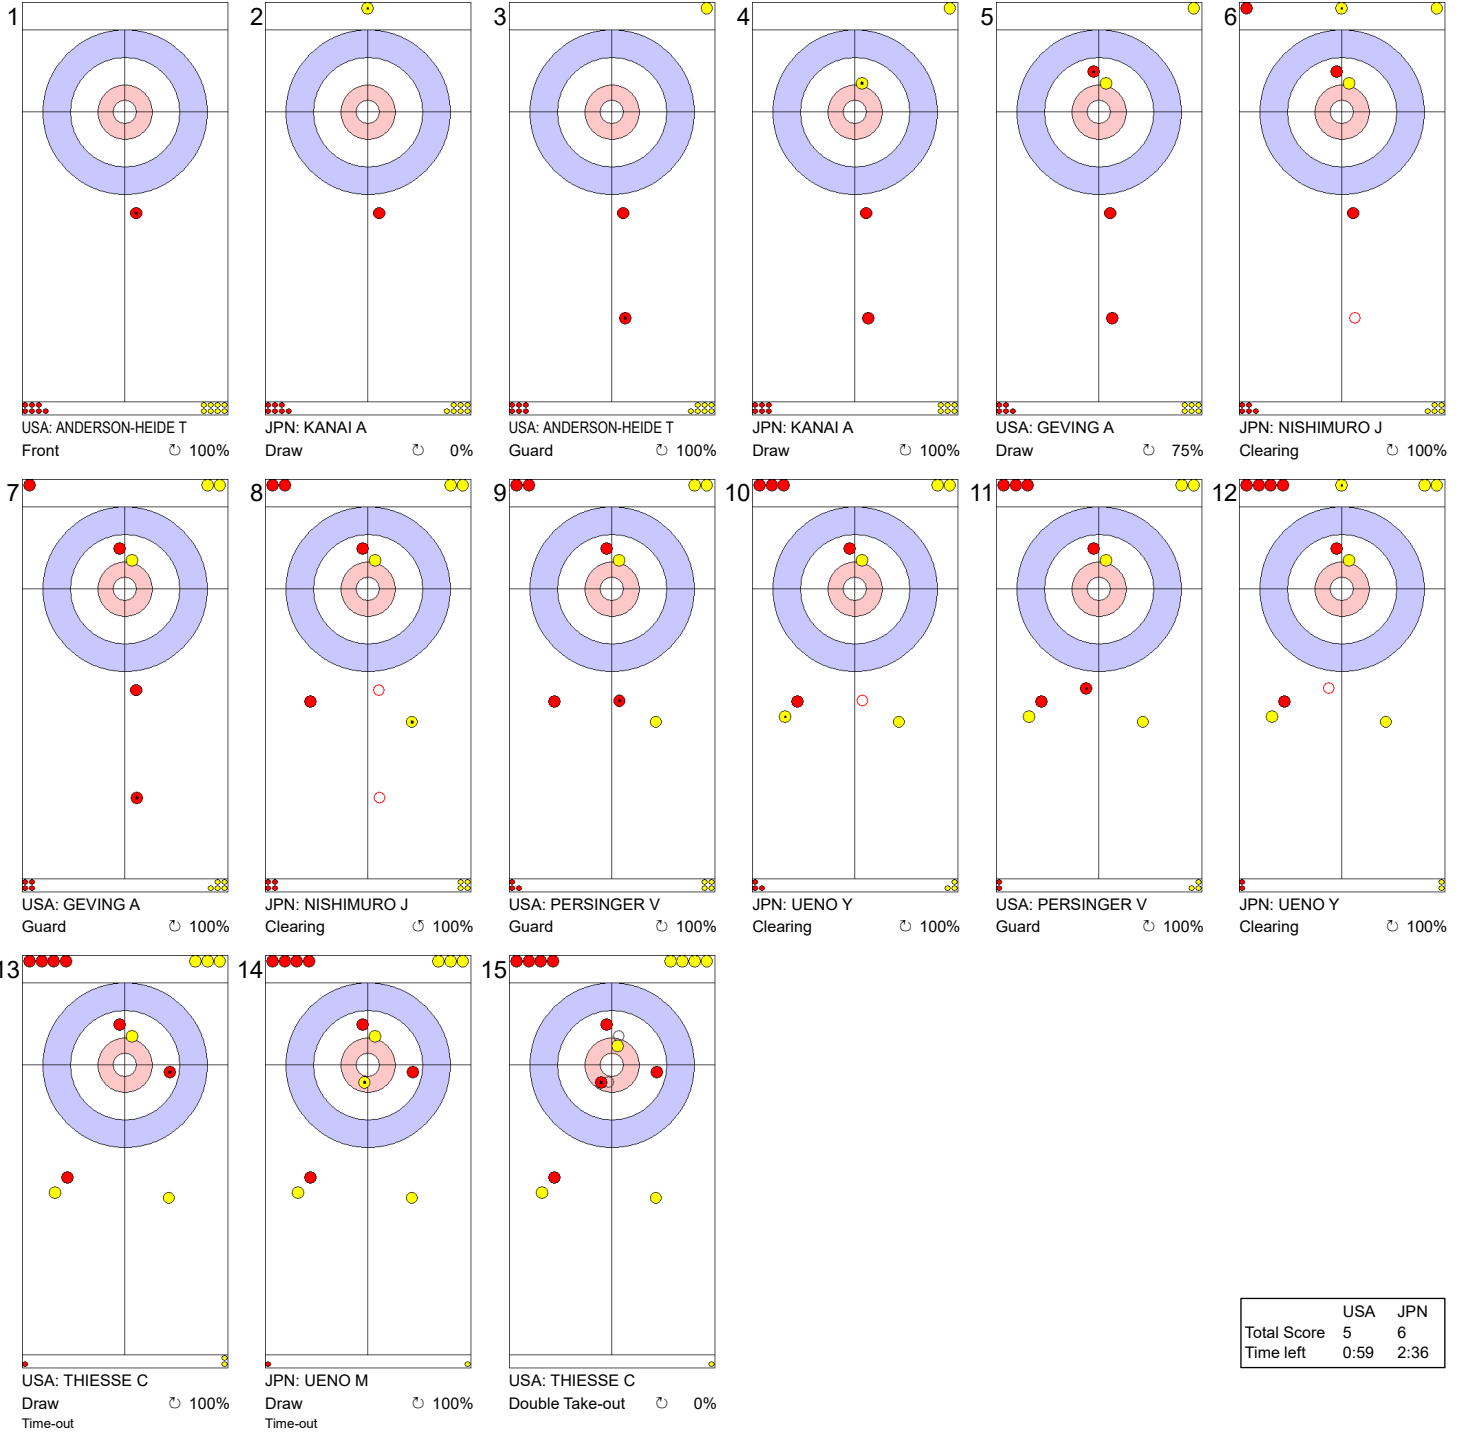 1
USA: ANDERSON-HEIDE T
Front ↻ 100%
2
JPN: KANAI A
Draw ↻ 0%
3
USA: ANDERSON-HEIDE T
Guard ↻ 100%
4
JPN: KANAI A
Draw ↻ 100%
5
USA: GEVING A
Draw ↻ 75%
6
JPN: NISHIMURO J
Clearing ↻ 100%
7
USA: GEVING A
Guard ↻ 100%
8
JPN: NISHIMURO J
Clearing ↺ 100%
9
USA: PERSINGER V
Guard ↻ 100%
10
JPN: UENO Y
Clearing ↻ 100%
11
USA: PERSINGER V
Guard ↻ 100%
12
JPN: UENO Y
Clearing ↻ 100%
13
USA: THIESSE C
Draw ↻ 100%
Time-out
14
JPN: UENO M
Draw ↻ 100%
Time-out
15
USA: THIESSE C
Double Take-out ↻ 0%
USA JPN
Total Score 5 6
Time left 0:59 2:36